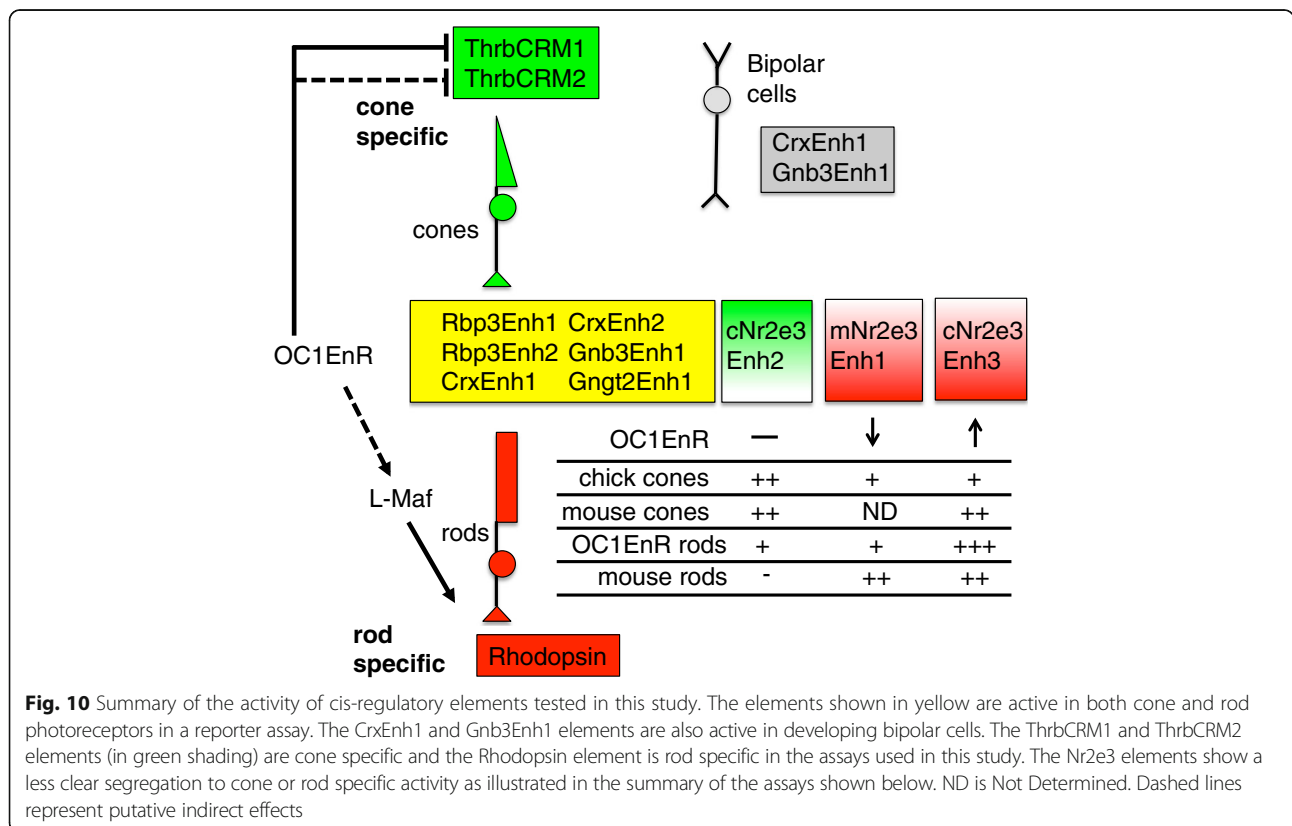 ThrbCRM1
ThrbCRM2
cone
specific
Bipolar
cells
CrxEnh1
Gnb3Enh1
cones
OC1EnR
Rbp3Enh1 CrxEnh2
Rbp3Enh2 Gnb3Enh1
CrxEnh1 Gngt2Enh1
cNr2e3
Enh2
mNr2e3
Enh1
cNr2e3
Enh3
OC1EnR — ↓ ↑
chick cones ++ + +
mouse cones ++ ND ++
OC1EnR rods + + +++
mouse rods - ++ ++
L-Maf
rods
rod
specific
Rhodopsin
Fig. 10 Summary of the activity of cis-regulatory elements tested in this study. The elements shown in yellow are active in both cone and rod
photoreceptors in a reporter assay. The CrxEnh1 and Gnb3Enh1 elements are also active in developing bipolar cells. The ThrbCRM1 and ThrbCRM2
elements (in green shading) are cone specific and the Rhodopsin element is rod specific in the assays used in this study. The Nr2e3 elements show a
less clear segregation to cone or rod specific activity as illustrated in the summary of the assays shown below. ND is Not Determined. Dashed lines
represent putative indirect effects